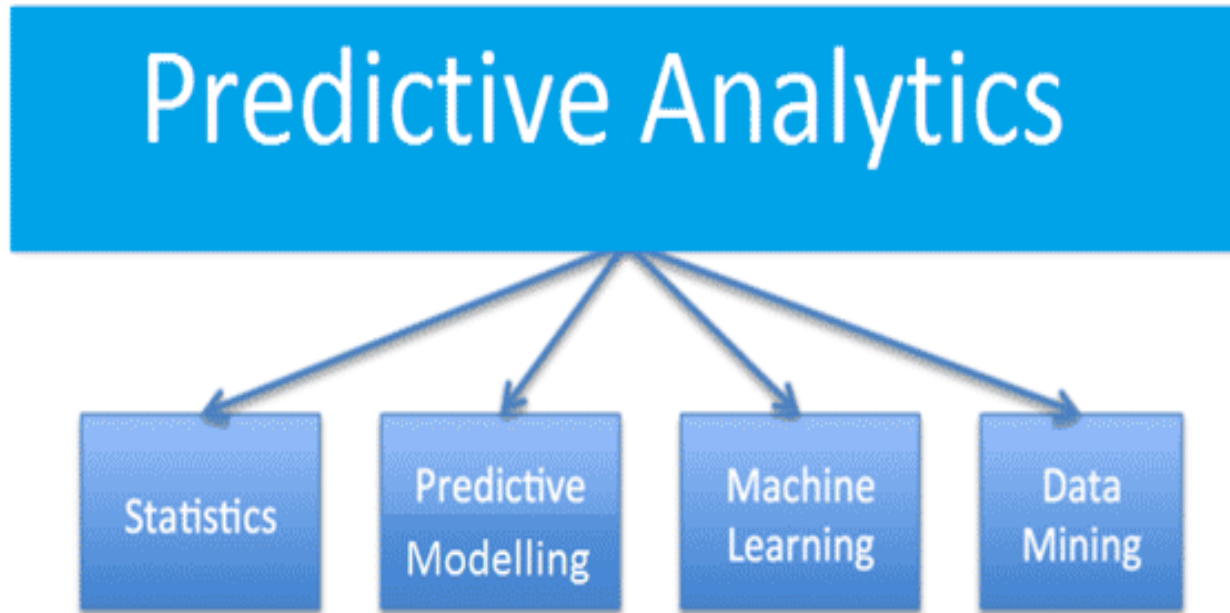 Predictive Analytics
Statistics
Predictive
Modelling
Machine
Learning
Data
Mining